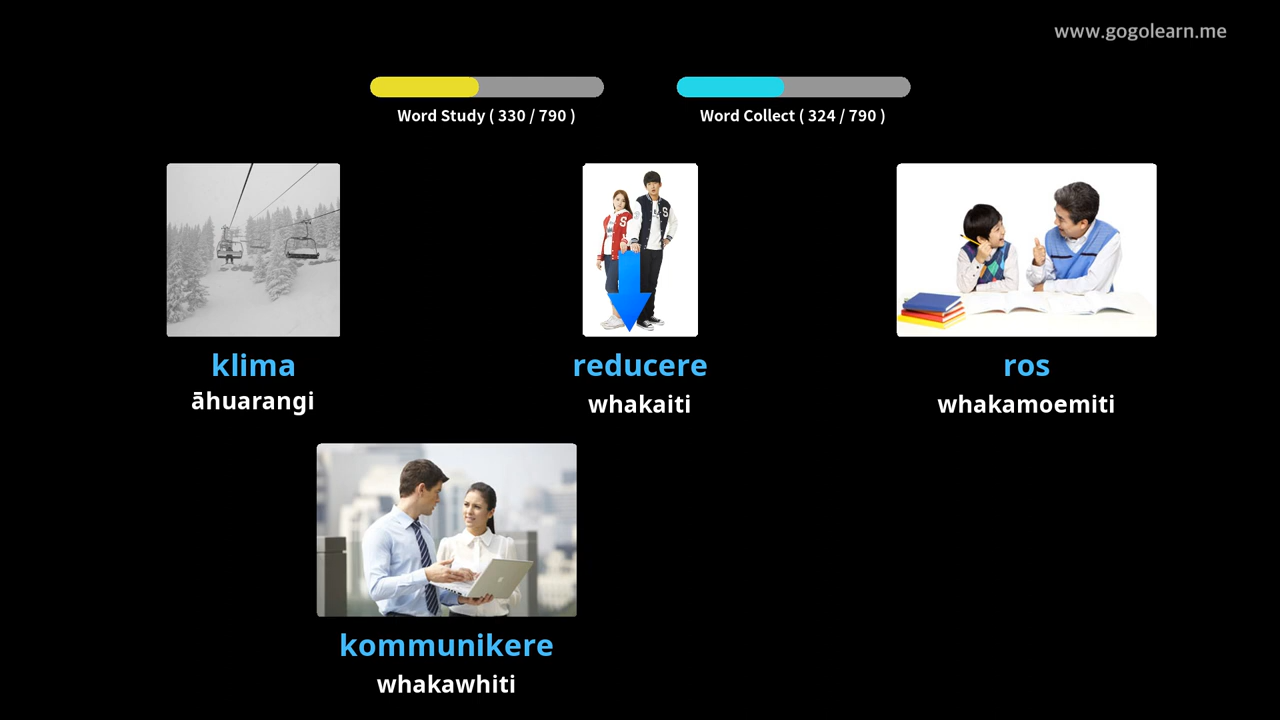 www.gogolearn.me
Word Study ( 330 / 790 )
Word Collect ( 324 / 790 )
klima
āhuarangi
reducere
whakaiti
ros
whakamoemiti
kommunikere
whakawhiti